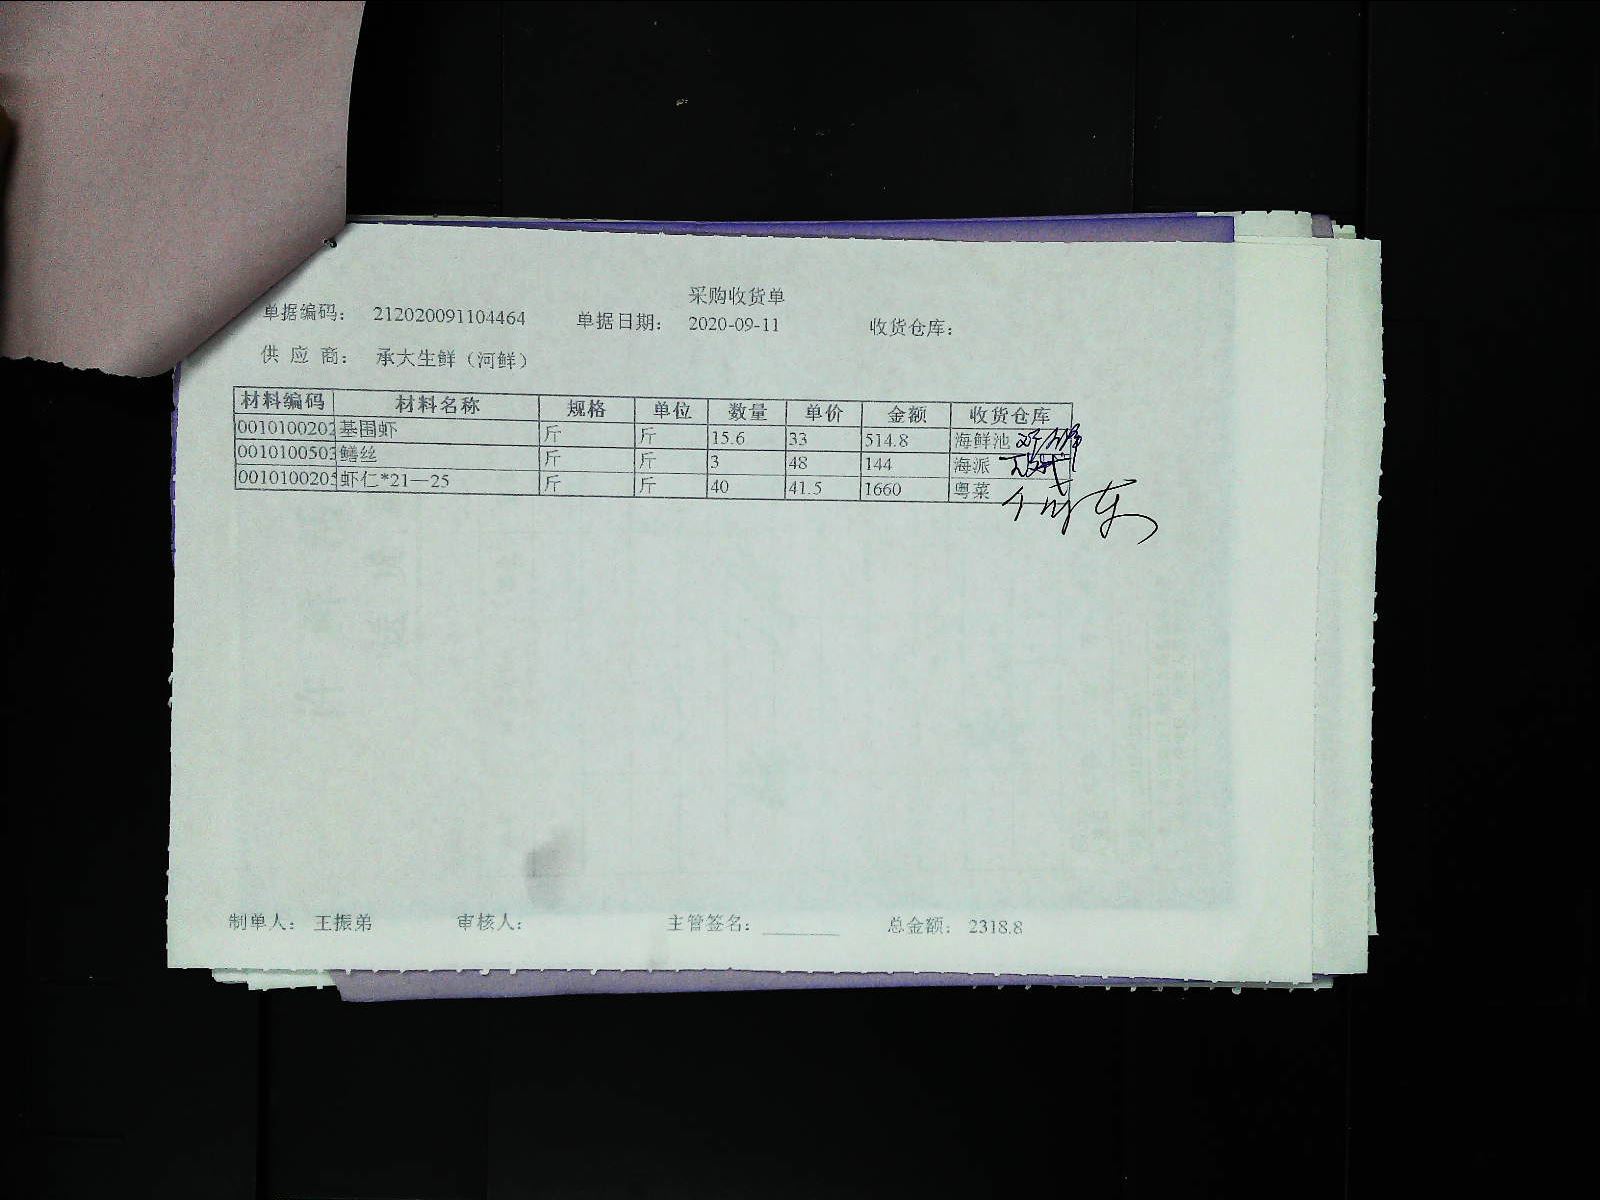 采购收货单
单据编码： 212020091104464 单据日期： 2020-09-11 收货仓库：
供 应 商： 承大生鲜（河鲜）
材料编码 材料名称 规格 单位 数量 单价 金额 收货仓库
0010100202 基围虾 斤 斤 15.6 33 514.8 海鲜池
0010100503 鳝丝 斤 斤 3 48 144 海派
0010100205 虾仁*21—25 斤 斤 40 41.5 1660 粤菜
制单人： 王振弟 审核人： 主管签名： 总金额： 2318.8